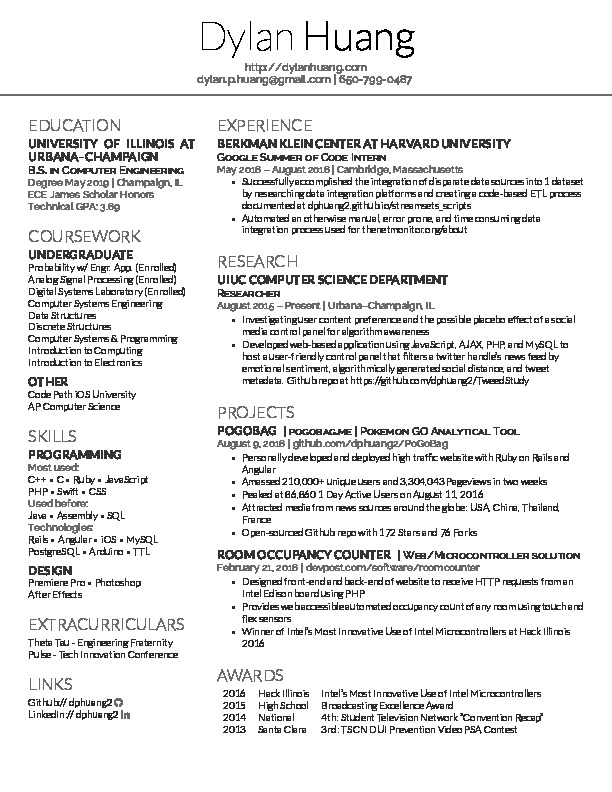 Dylan Huang
http://dylanhuang.com
dylan.p.huang@gmail.com | 650-799-0487
EDUCATION
UNIVERSITY OF ILLINOIS AT
URBANA-CHAMPAIGN
B.S. in Computer Engineering
Degree May 2019 | Champaign, IL
ECE James Scholar Honors
Technical GPA: 3.69
COURSEWORK
UNDERGRADUATE
Probability w/ Engr. App. (Enrolled)
Analog Signal Processing (Enrolled)
Digital Systems Laboratory (Enrolled)
Computer Systems Engineering
Data Structures
Discrete Structures
Computer Systems & Programming
Introduction to Computing
Introduction to Electronics
OTHER
Code Path iOS University
AP Computer Science
SKILLS
PROGRAMMING
Most used:
C++ • C • Ruby • JavaScript
PHP • Swift • CSS
Used before:
Java • Assembly • SQL
Technologies:
Rails • Angular • iOS • MySQL
PostgreSQL • Arduino • TTL
DESIGN
Premiere Pro • Photoshop
After Effects
EXTRACURRICULARS
Theta Tau - Engineering Fraternity
Pulse - Tech Innovation Conference
LINKS
Github:// dphuang2
LinkedIn:// dphuang2 in
EXPERIENCE
BERKMAN KLEIN CENTER AT HARVARD UNIVERSITY
Google Summer of Code Intern
May 2016 – August 2016 | Cambridge, Massachusetts
• Successfully accomplished the integration of disparate data sources into 1 dataset
by researching data integration platforms and creating a code-based ETL process
documented at dphuang2.github.io/streamsets_scripts
• Automated an otherwise manual, error prone, and time consuming data
integration process used for thenetmonitor.org/about
RESEARCH
UIUC COMPUTER SCIENCE DEPARTMENT
Researcher
August 2015 – Present | Urbana-Champaign, IL
• Investigating user content preference and the possible placebo effect of a social
media control panel for algorithm awareness
• Developed web-based application using JavaScript, AJAX, PHP, and MySQL to
host a user-friendly control panel that filters a twitter handle's news feed by
emotional sentiment, algorithmically generated social distance, and tweet
metadata. Github repo at https://github.com/dphuang2/TweedStudy
PROJECTS
POGOBAG | pogobag.me | Pokemon GO Analytical Tool
August 9, 2016 | github.com/dphuang2/PoGoBag
• Personally developed and deployed high traffic website with Ruby on Rails and
Angular
• Amassed 210,000+ unique users and 3,304,043 Pageviews in two weeks
• Peaked at 66,660 1 Day Active Users on August 11, 2016
• Attracted media from news sources around the globe: USA, China, Thailand,
France
• Open-sourced Github repo with 172 Stars and 76 Forks
ROOM OCCUPANCY COUNTER | Web/Microcontroller solution
February 21, 2016 | devpost.com/software/roomcounter
• Designed front-end and back-end of website to receive HTTP requests from an
Intel Edison board using PHP
• Provides web accessible automated occupancy count of any room using touch and
flex sensors
• Winner of Intel's Most Innovative Use of Intel Microcontrollers at Hack Illinois
2016
AWARDS
2016 Hack Illinois Intel's Most Innovative Use of Intel Microcontrollers
2015 High School Broadcasting Excellence Award
2014 National 4th: Student Television Network "Convention Recap"
2013 Santa Clara 3rd: TSCN DUI Prevention Video PSA Contest